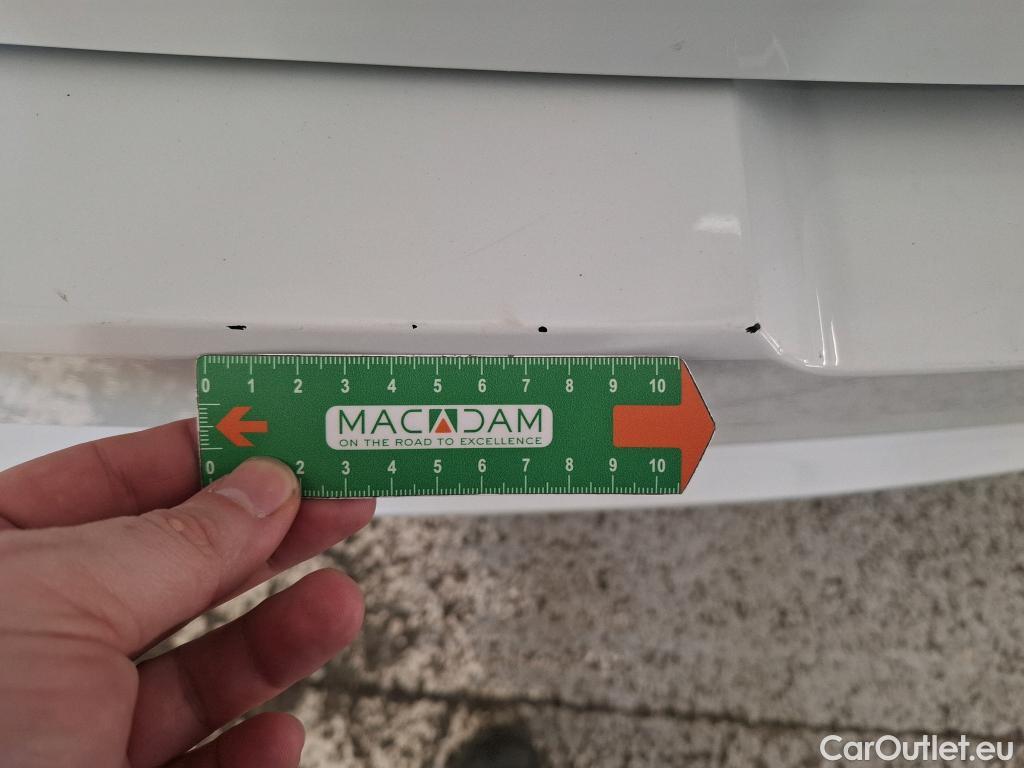 0 1 2 3 4 5 6 7 8 9 10
MACADAM
ON THE ROAD TO EXCELLENCE
0 2 3 4 5 6 7 8 9 10
CarOutlet.eu